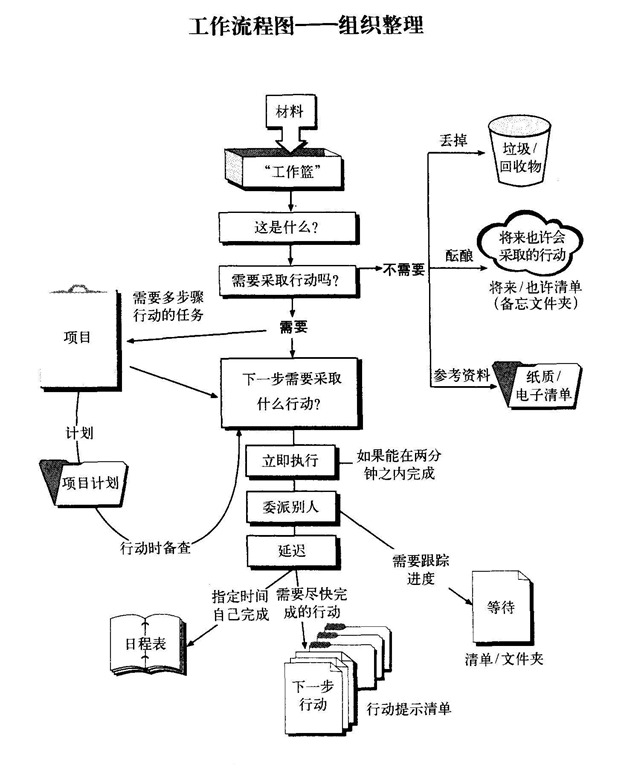 工作流程图——组织整理
材料
“工作篮”
这是什么?
需要采取行动吗?
不需要
丢掉
垃圾/
回收物
酝酿
将来也许会
采取的行动
将来/也许清单
(备忘文件夹)
参考资料
纸质/
电子清单
需要
需要多步骤
行动的任务
项目
计划
项目计划
行动时备查
下一步需要采取
什么行动?
立即执行
如果能在两分
钟之内完成
委派别人
需要跟踪
进度
等待
清单/文件夹
延迟
指定时间
自己完成
日程表
需要尽快完
成的行动
下一步
行动
行动提示清单